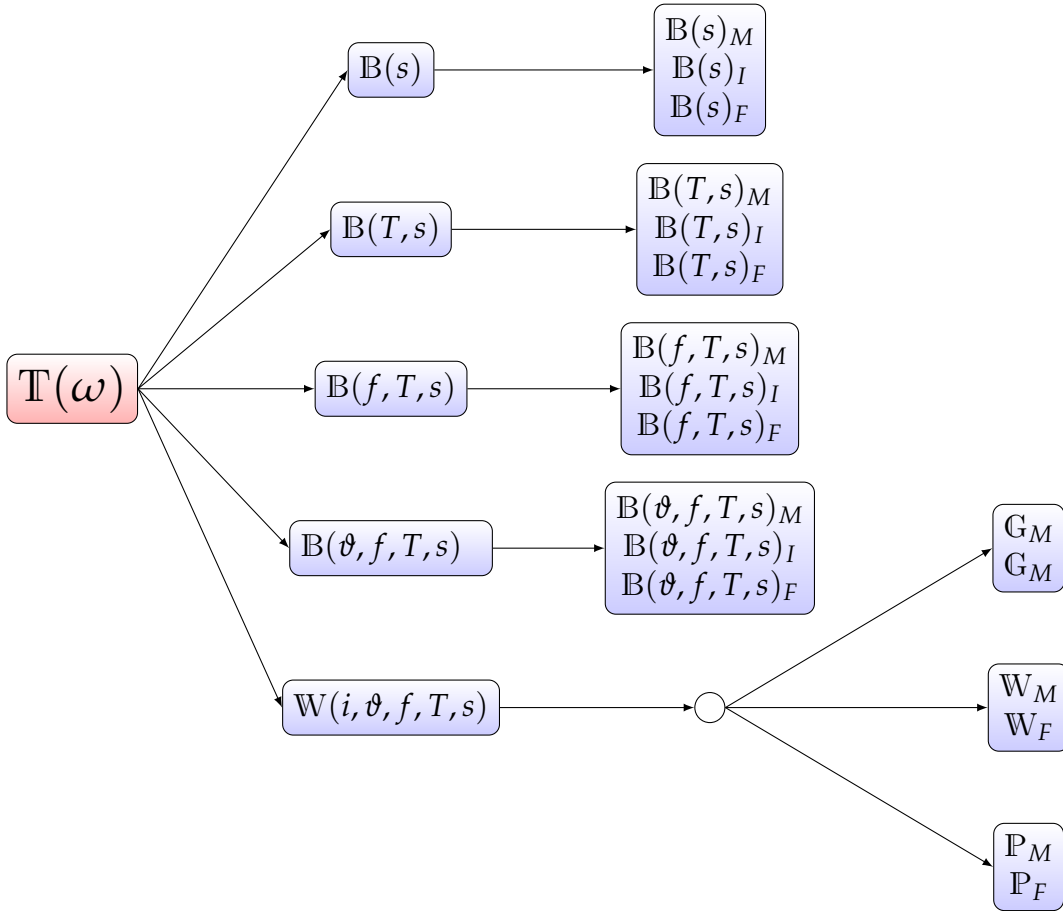 𝕋(ω)
𝔹(s)
𝔹(s)_M
𝔹(s)_I
𝔹(s)_F
𝔹(T, s)
𝔹(T, s)_M
𝔹(T, s)_I
𝔹(T, s)_F
𝔹(f, T, s)
𝔹(f, T, s)_M
𝔹(f, T, s)_I
𝔹(f, T, s)_F
𝔹(ϑ, f, T, s)
𝔹(ϑ, f, T, s)_M
𝔹(ϑ, f, T, s)_I
𝔹(ϑ, f, T, s)_F
𝕎(i, ϑ, f, T, s)
𝔾_M
𝔾_M
𝕎_M
𝕎_F
ℙ_M
ℙ_F